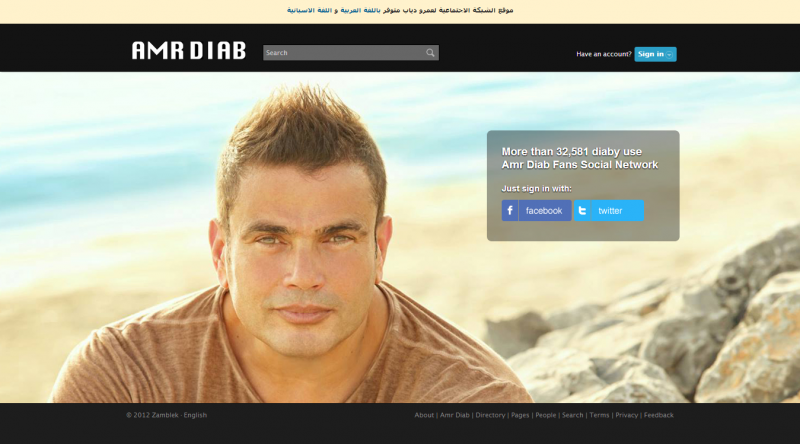 موقع الشبكة الاجتماعية لعمرو دياب متوفر باللغة العربية و اللغة الاسبانية
AMR DIAB
Search
Have an account? Sign in
More than 32,581 diaby use
Amr Diab Fans Social Network
Just sign in with:
facebook
twitter
© 2012 Zamblek · English
About | Amr Diab | Directory | Pages | People | Search | Terms | Privacy | Feedback